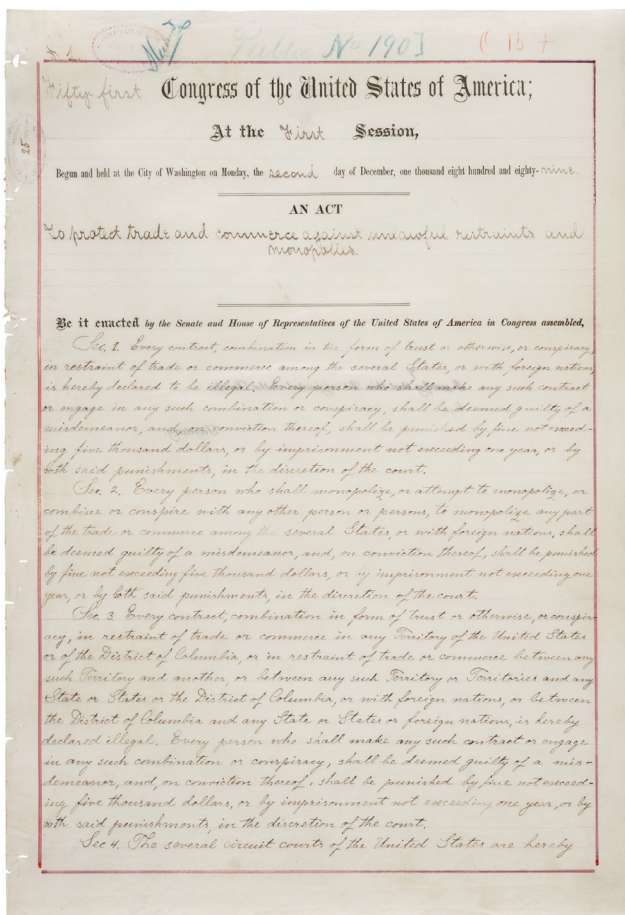 Public No 190]
Fifty-first Congress of the United States of America;
At the First Session,
Begun and held at the City of Washington on Monday, the second day of December, one thousand eight hundred and eighty-nine.
AN ACT
To protect trade and commerce against unlawful restraints and
monopolies.
Be it enacted by the Senate and House of Representatives of the United States of America in Congress assembled,
Sec. 1. Every contract, combination in the form of trust or otherwise, or conspiracy,
in restraint of trade or commerce among the several States, or with foreign nations,
is hereby declared to be illegal. Every person who shall make any such contract
or engage in any such combination or conspiracy, shall be deemed guilty of a
misdemeanor, and, on conviction thereof, shall be punished by fine not exceed-
ing five thousand dollars, or by imprisonment not exceeding one year, or by
both said punishments, in the discretion of the court.
Sec. 2. Every person who shall monopolize, or attempt to monopolize, or
combine or conspire with any other person or persons, to monopolize any part
of the trade or commerce among the several States, or with foreign nations, shall
be deemed guilty of a misdemeanor, and, on conviction thereof, shall be punished
by fine not exceeding five thousand dollars, or by imprisonment not exceeding one
year, or by both said punishments, in the discretion of the court.
Sec. 3. Every contract, combination in form of trust or otherwise, or conspir-
acy, in restraint of trade or commerce in any Territory of the United States
or of the District of Columbia, or in restraint of trade or commerce between any
such Territory and another, or between any such Territory or Territories and any
State or States or the District of Columbia, or with foreign nations, or between
the District of Columbia and any State or States or foreign nations, is hereby
declared illegal. Every person who shall make any such contract or engage
in any such combination or conspiracy, shall be deemed guilty of a mis-
demeanor, and, on conviction thereof, shall be punished by fine not exceed-
ing five thousand dollars, or by imprisonment not exceeding one year, or by
both said punishments, in the discretion of the court.
Sec 4. The several circuit courts of the United States are hereby
25